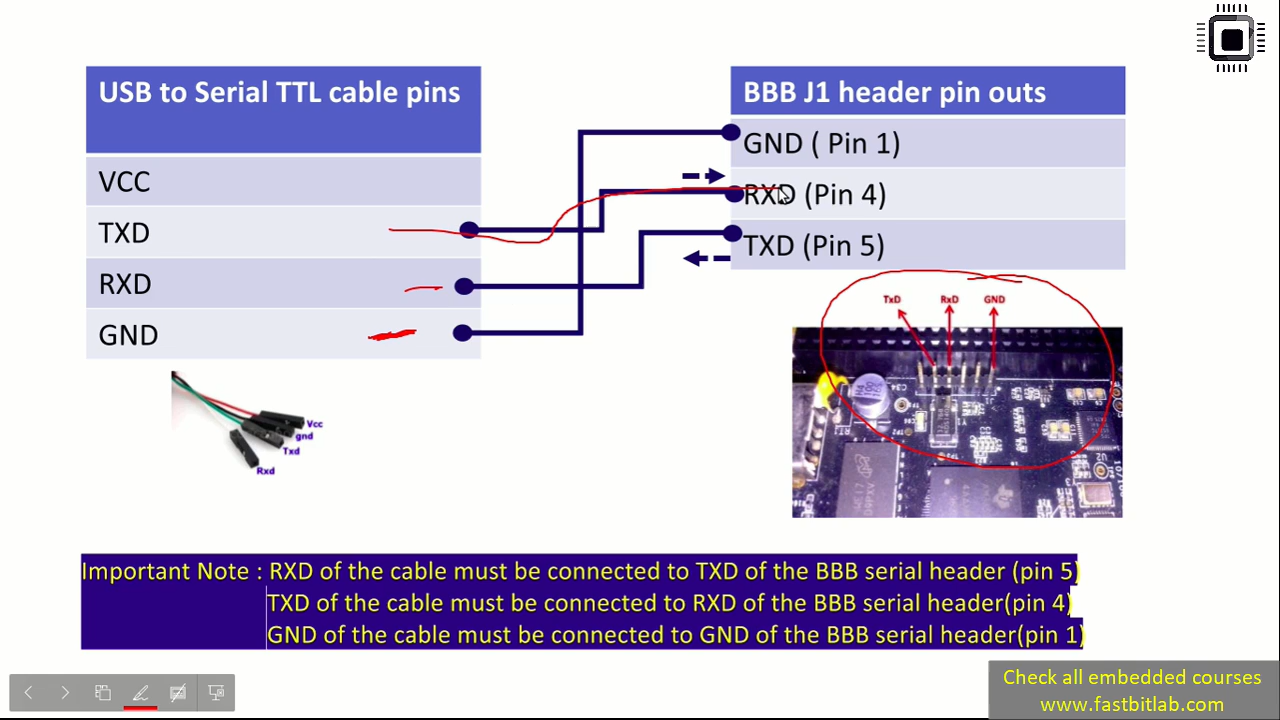 USB to Serial TTL cable pins
VCC
TXD
RXD
GND
BBB J1 header pin outs
GND ( Pin 1)
RXD (Pin 4)
TXD (Pin 5)
TxD RxD GND
Vcc
gnd
Txd
Rxd
Important Note : RXD of the cable must be connected to TXD of the BBB serial header (pin 5)
TXD of the cable must be connected to RXD of the BBB serial header(pin 4)
GND of the cable must be connected to GND of the BBB serial header(pin 1)
Check all embedded courses
www.fastbitlab.com